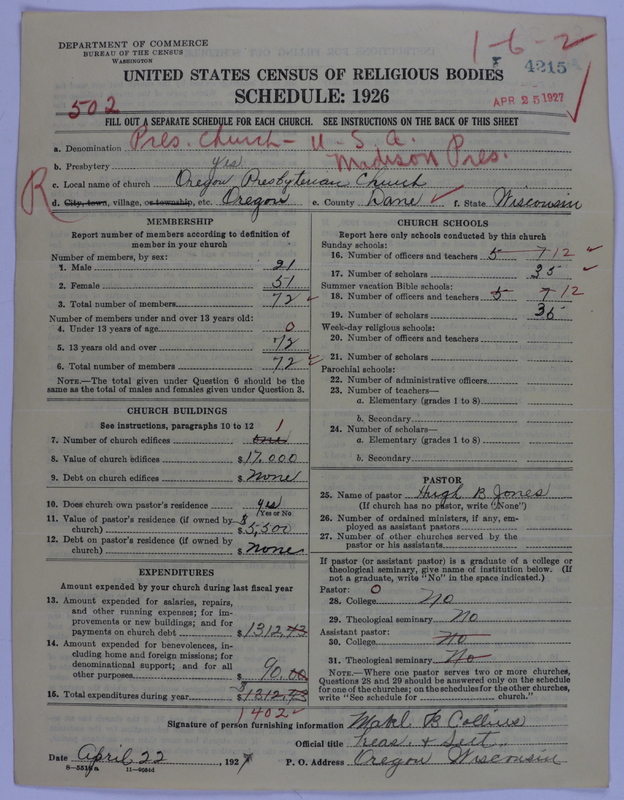 DEPARTMENT OF COMMERCE
BUREAU OF THE CENSUS
WASHINGTON
1-6-2
4215
UNITED STATES CENSUS OF RELIGIOUS BODIES
SCHEDULE: 1926
APR 25 1927
502
FILL OUT A SEPARATE SCHEDULE FOR EACH CHURCH. SEE INSTRUCTIONS ON THE BACK OF THIS SHEET
a. Denomination Pres. Church - U. S. A.
b. Presbytery yes Madison Pres.
R
c. Local name of church Oregon Presbyterian Church
d. City, town, village, or township, etc. Oregon e. County Dane f. State Wisconsin
MEMBERSHIP
Report number of members according to definition of member in your church
Number of members, by sex:
1. Male 21
2. Female 51
3. Total number of members 72
Number of members under and over 13 years old:
4. Under 13 years of age 0
5. 13 years old and over 72
6. Total number of members 72
NOTE.—The total given under Question 6 should be the same as the total of males and females given under Question 3.
CHURCH BUILDINGS
See instructions, paragraphs 10 to 12
7. Number of church edifices one 1
8. Value of church edifices $17.000
9. Debt on church edifices $ None
10. Does church own pastor's residence yes
Yes or No
11. Value of pastor's residence (if owned by church) $5,500
12. Debt on pastor's residence (if owned by church) $ none
EXPENDITURES
Amount expended by your church during last fiscal year
13. Amount expended for salaries, repairs, and other running expenses; for improvements or new buildings; and for payments on church debt $1312.43
14. Amount expended for benevolences, including home and foreign missions; for denominational support; and for all other purposes $90.00
15. Total expenditures during year $1312.43
1402
CHURCH SCHOOLS
Report here only schools conducted by this church
Sunday schools:
16. Number of officers and teachers 5 7 12
17. Number of scholars 35
Summer vacation Bible schools:
18. Number of officers and teachers 5 7 12
19. Number of scholars 35
Week-day religious schools:
20. Number of officers and teachers
21. Number of scholars
Parochial schools:
22. Number of administrative officers
23. Number of teachers—
a. Elementary (grades 1 to 8)
b. Secondary
24. Number of scholars—
a. Elementary (grades 1 to 8)
b. Secondary
PASTOR
25. Name of pastor Hugh B Jones
(If church has no pastor, write "None")
26. Number of ordained ministers, if any, employed as assistant pastors
27. Number of other churches served by the pastor or his assistants
If pastor (or assistant pastor) is a graduate of a college or theological seminary, give name of institution below. (If not a graduate, write "No" in the space indicated.)
Pastor: 0
28. College No
29. Theological seminary No
Assistant pastor:
30. College No
31. Theological seminary No
NOTE.—Where one pastor serves two or more churches, Questions 28 and 29 should be answered only on the schedule for one of the churches; on the schedules for the other churches, write "See schedule for church."
Signature of person furnishing information Mabl B Collins
Official title Treas. &
Date April 22, 1927 P. O. Address Oregon Wisconsin